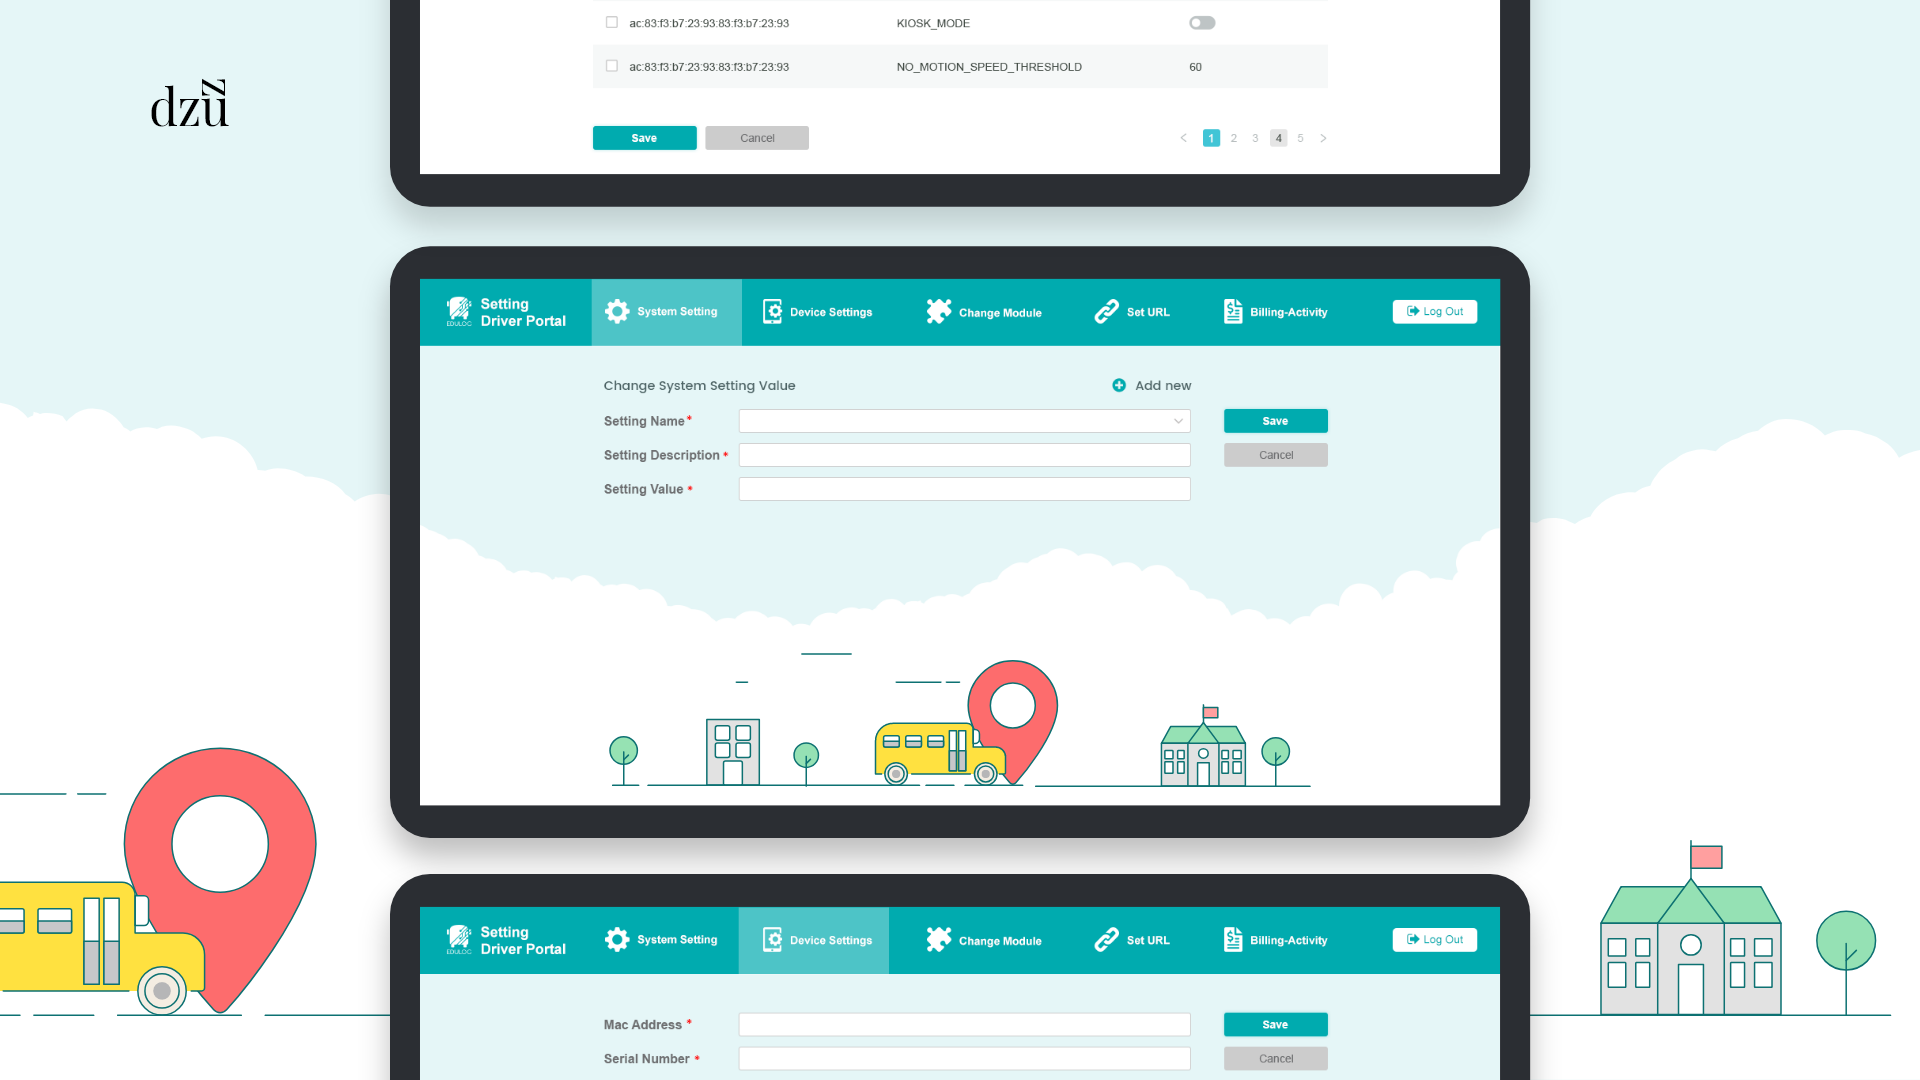 dzu
ac:83:f3:b7:23:93:83:f3:b7:23:93 KIOSK_MODE
ac:83:f3:b7:23:93:83:f3:b7:23:93 NO_MOTION_SPEED_THRESHOLD 60
Save Cancel < 1 2 3 4 5 >
EDULOC Setting Driver Portal System Setting Device Settings Change Module Set URL Billing-Activity Log Out
Change System Setting Value Add new
Setting Name* Save
Setting Description * Cancel
Setting Value *
EDULOC Setting Driver Portal System Setting Device Settings Change Module Set URL Billing-Activity Log Out
Mac Address * Save
Serial Number * Cancel